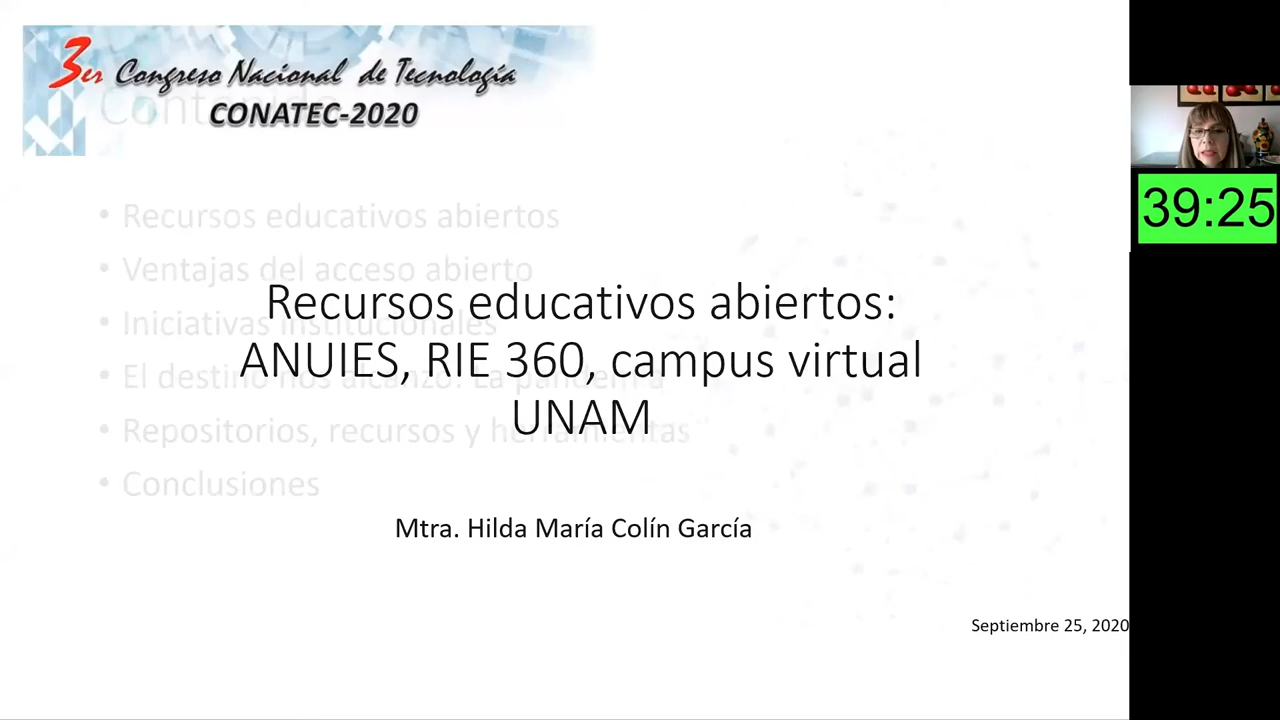 3er Congreso Nacional de Tecnología
Contenido
CONATEC-2020
Recursos educativos abiertos
Ventajas del acceso abierto
Recursos educativos abiertos:
Iniciativas institucionales
ANUIES, RIE 360, campus virtual
El destino nos alcanzó: La pandemia
UNAM
Repositorios, recursos y herramientas
Conclusiones
Mtra. Hilda María Colín García
Septiembre 25, 2020
39:25